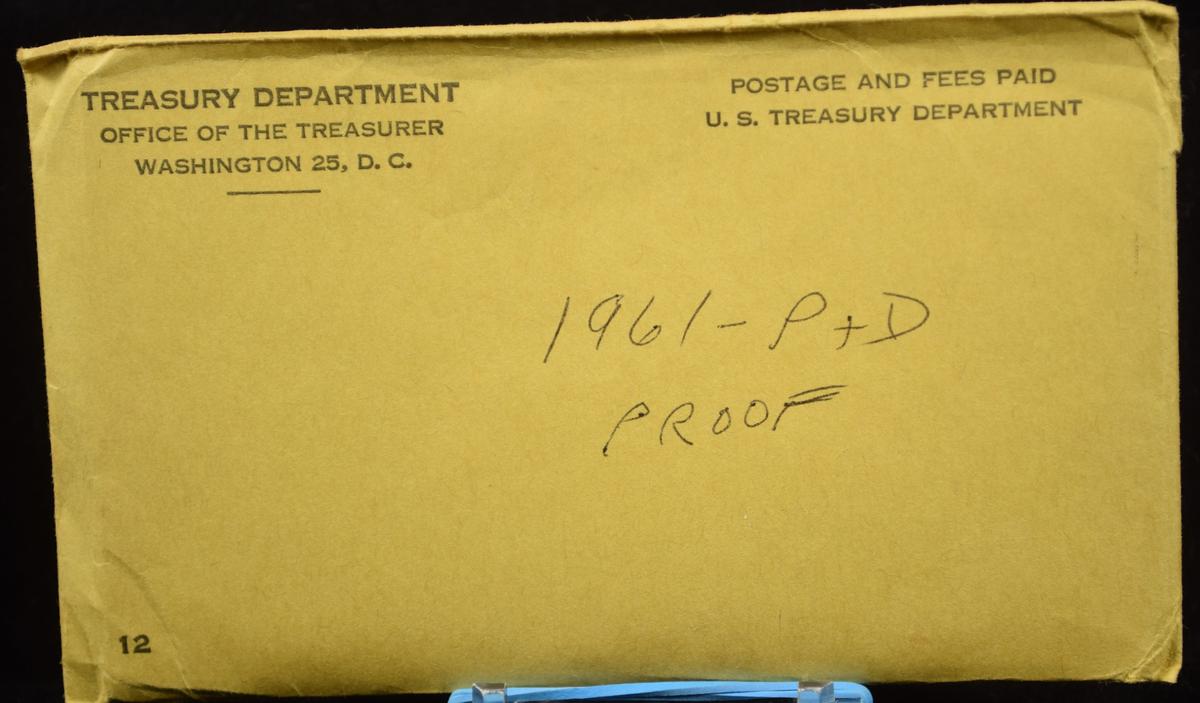 TREASURY DEPARTMENT
OFFICE OF THE TREASURER
WASHINGTON 25, D. C.
POSTAGE AND FEES PAID
U. S. TREASURY DEPARTMENT
1961 - P + D
PROOF
12